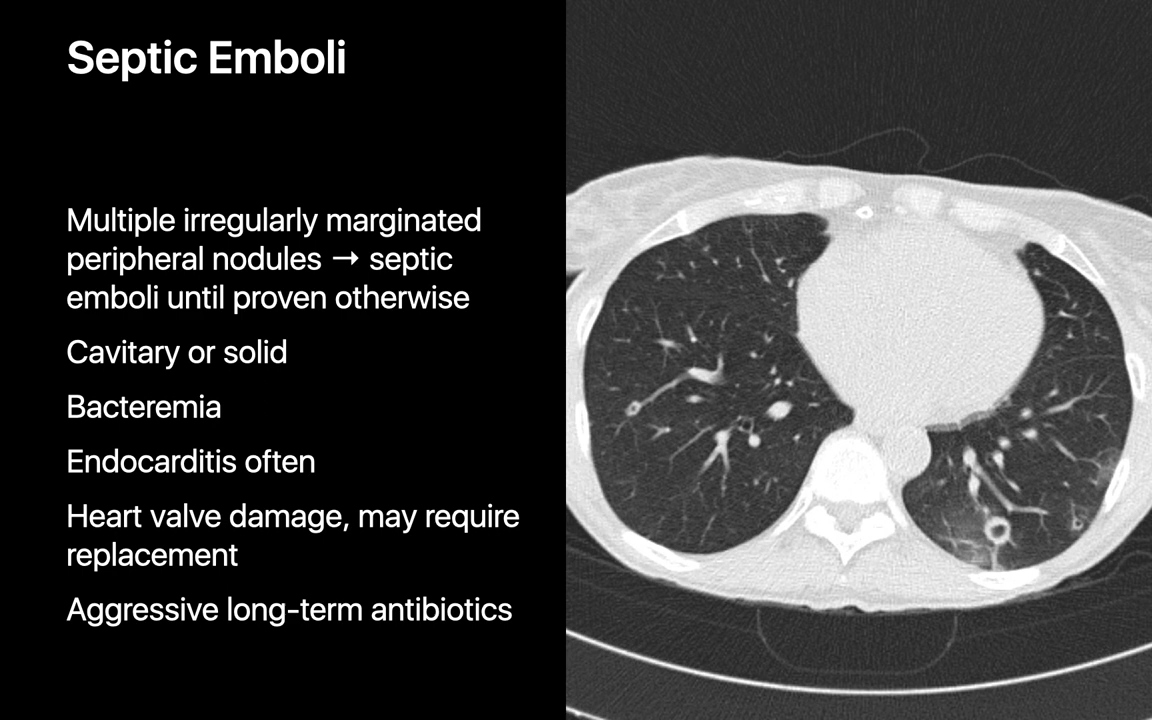 Septic Emboli
Multiple irregularly marginated
peripheral nodules → septic
emboli until proven otherwise
Cavitary or solid
Bacteremia
Endocarditis often
Heart valve damage, may require
replacement
Aggressive long-term antibiotics